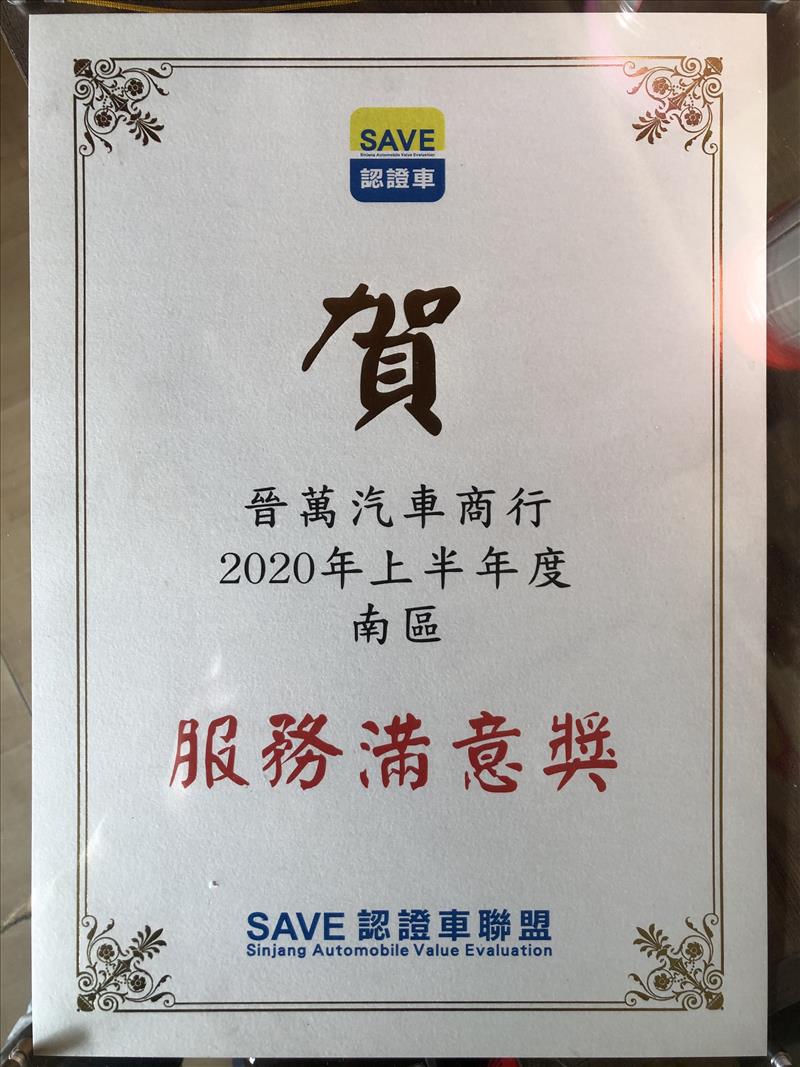 SAVE
Sinjang Automobile Value Evaluation
認證車
賀
晉萬汽車商行
2020年上半年度
南區
服務滿意獎
SAVE 認證車聯盟
Sinjang Automobile Value Evaluation